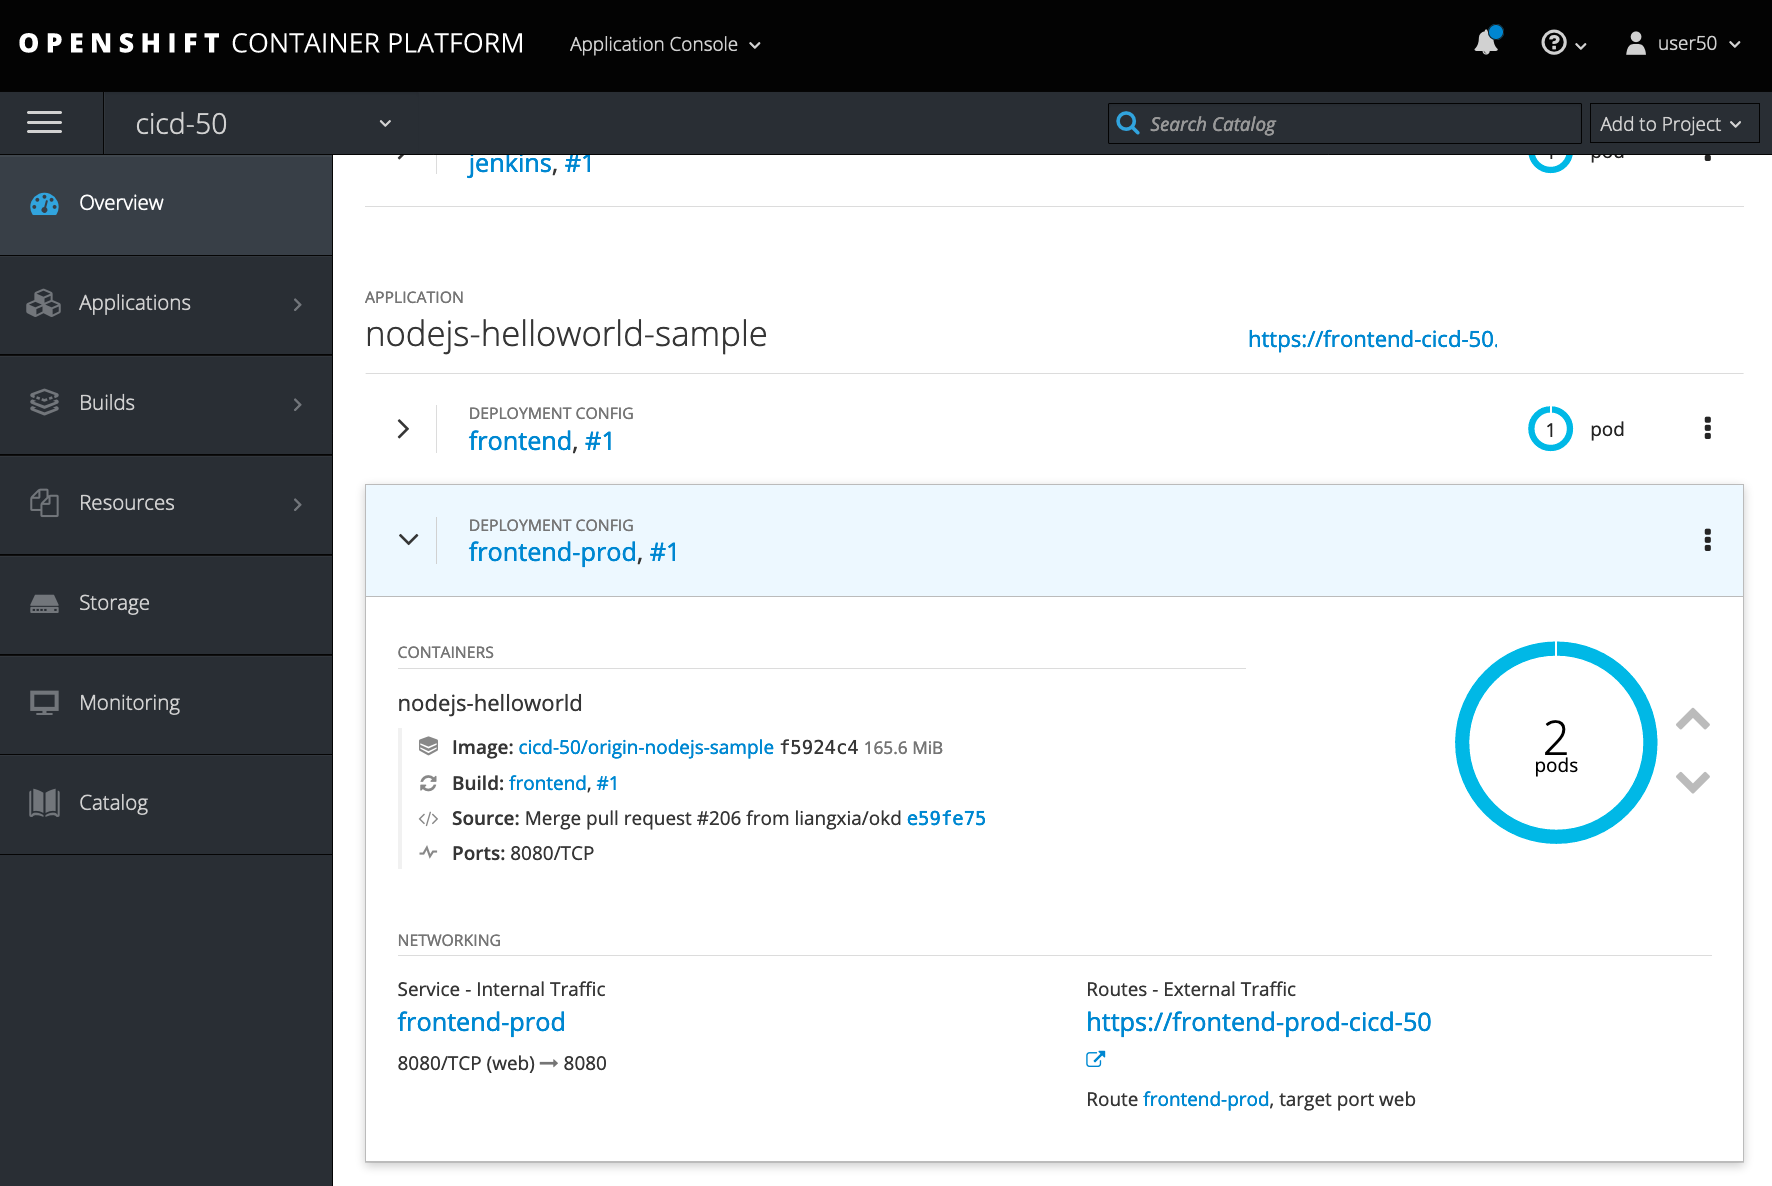 OPENSHIFT CONTAINER PLATFORM
Application Console
user50
cicd-50
Search Catalog
Add to Project
Overview
Applications
Builds
Resources
Storage
Monitoring
Catalog
jenkins, #1
1 pod
APPLICATION
nodejs-helloworld-sample
https://frontend-cicd-50.
DEPLOYMENT CONFIG
frontend, #1
1 pod
DEPLOYMENT CONFIG
frontend-prod, #1
CONTAINERS
nodejs-helloworld
Image: cicd-50/origin-nodejs-sample f5924c4 165.6 MiB
Build: frontend, #1
Source: Merge pull request #206 from liangxia/okd e59fe75
Ports: 8080/TCP
2
pods
NETWORKING
Service - Internal Traffic
frontend-prod
8080/TCP (web) → 8080
Routes - External Traffic
https://frontend-prod-cicd-50
Route frontend-prod, target port web